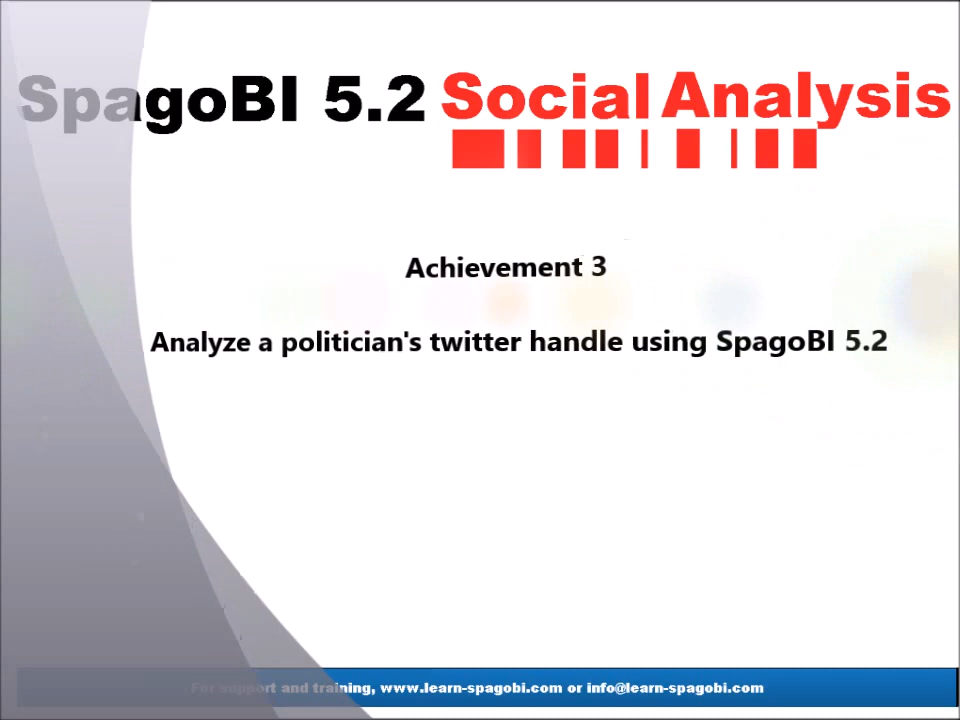 SpagoBI 5.2 Social Analysis
Achievement 3
Analyze a politician's twitter handle using SpagoBI 5.2
For support and training, www.learn-spagobi.com or info@learn-spagobi.com